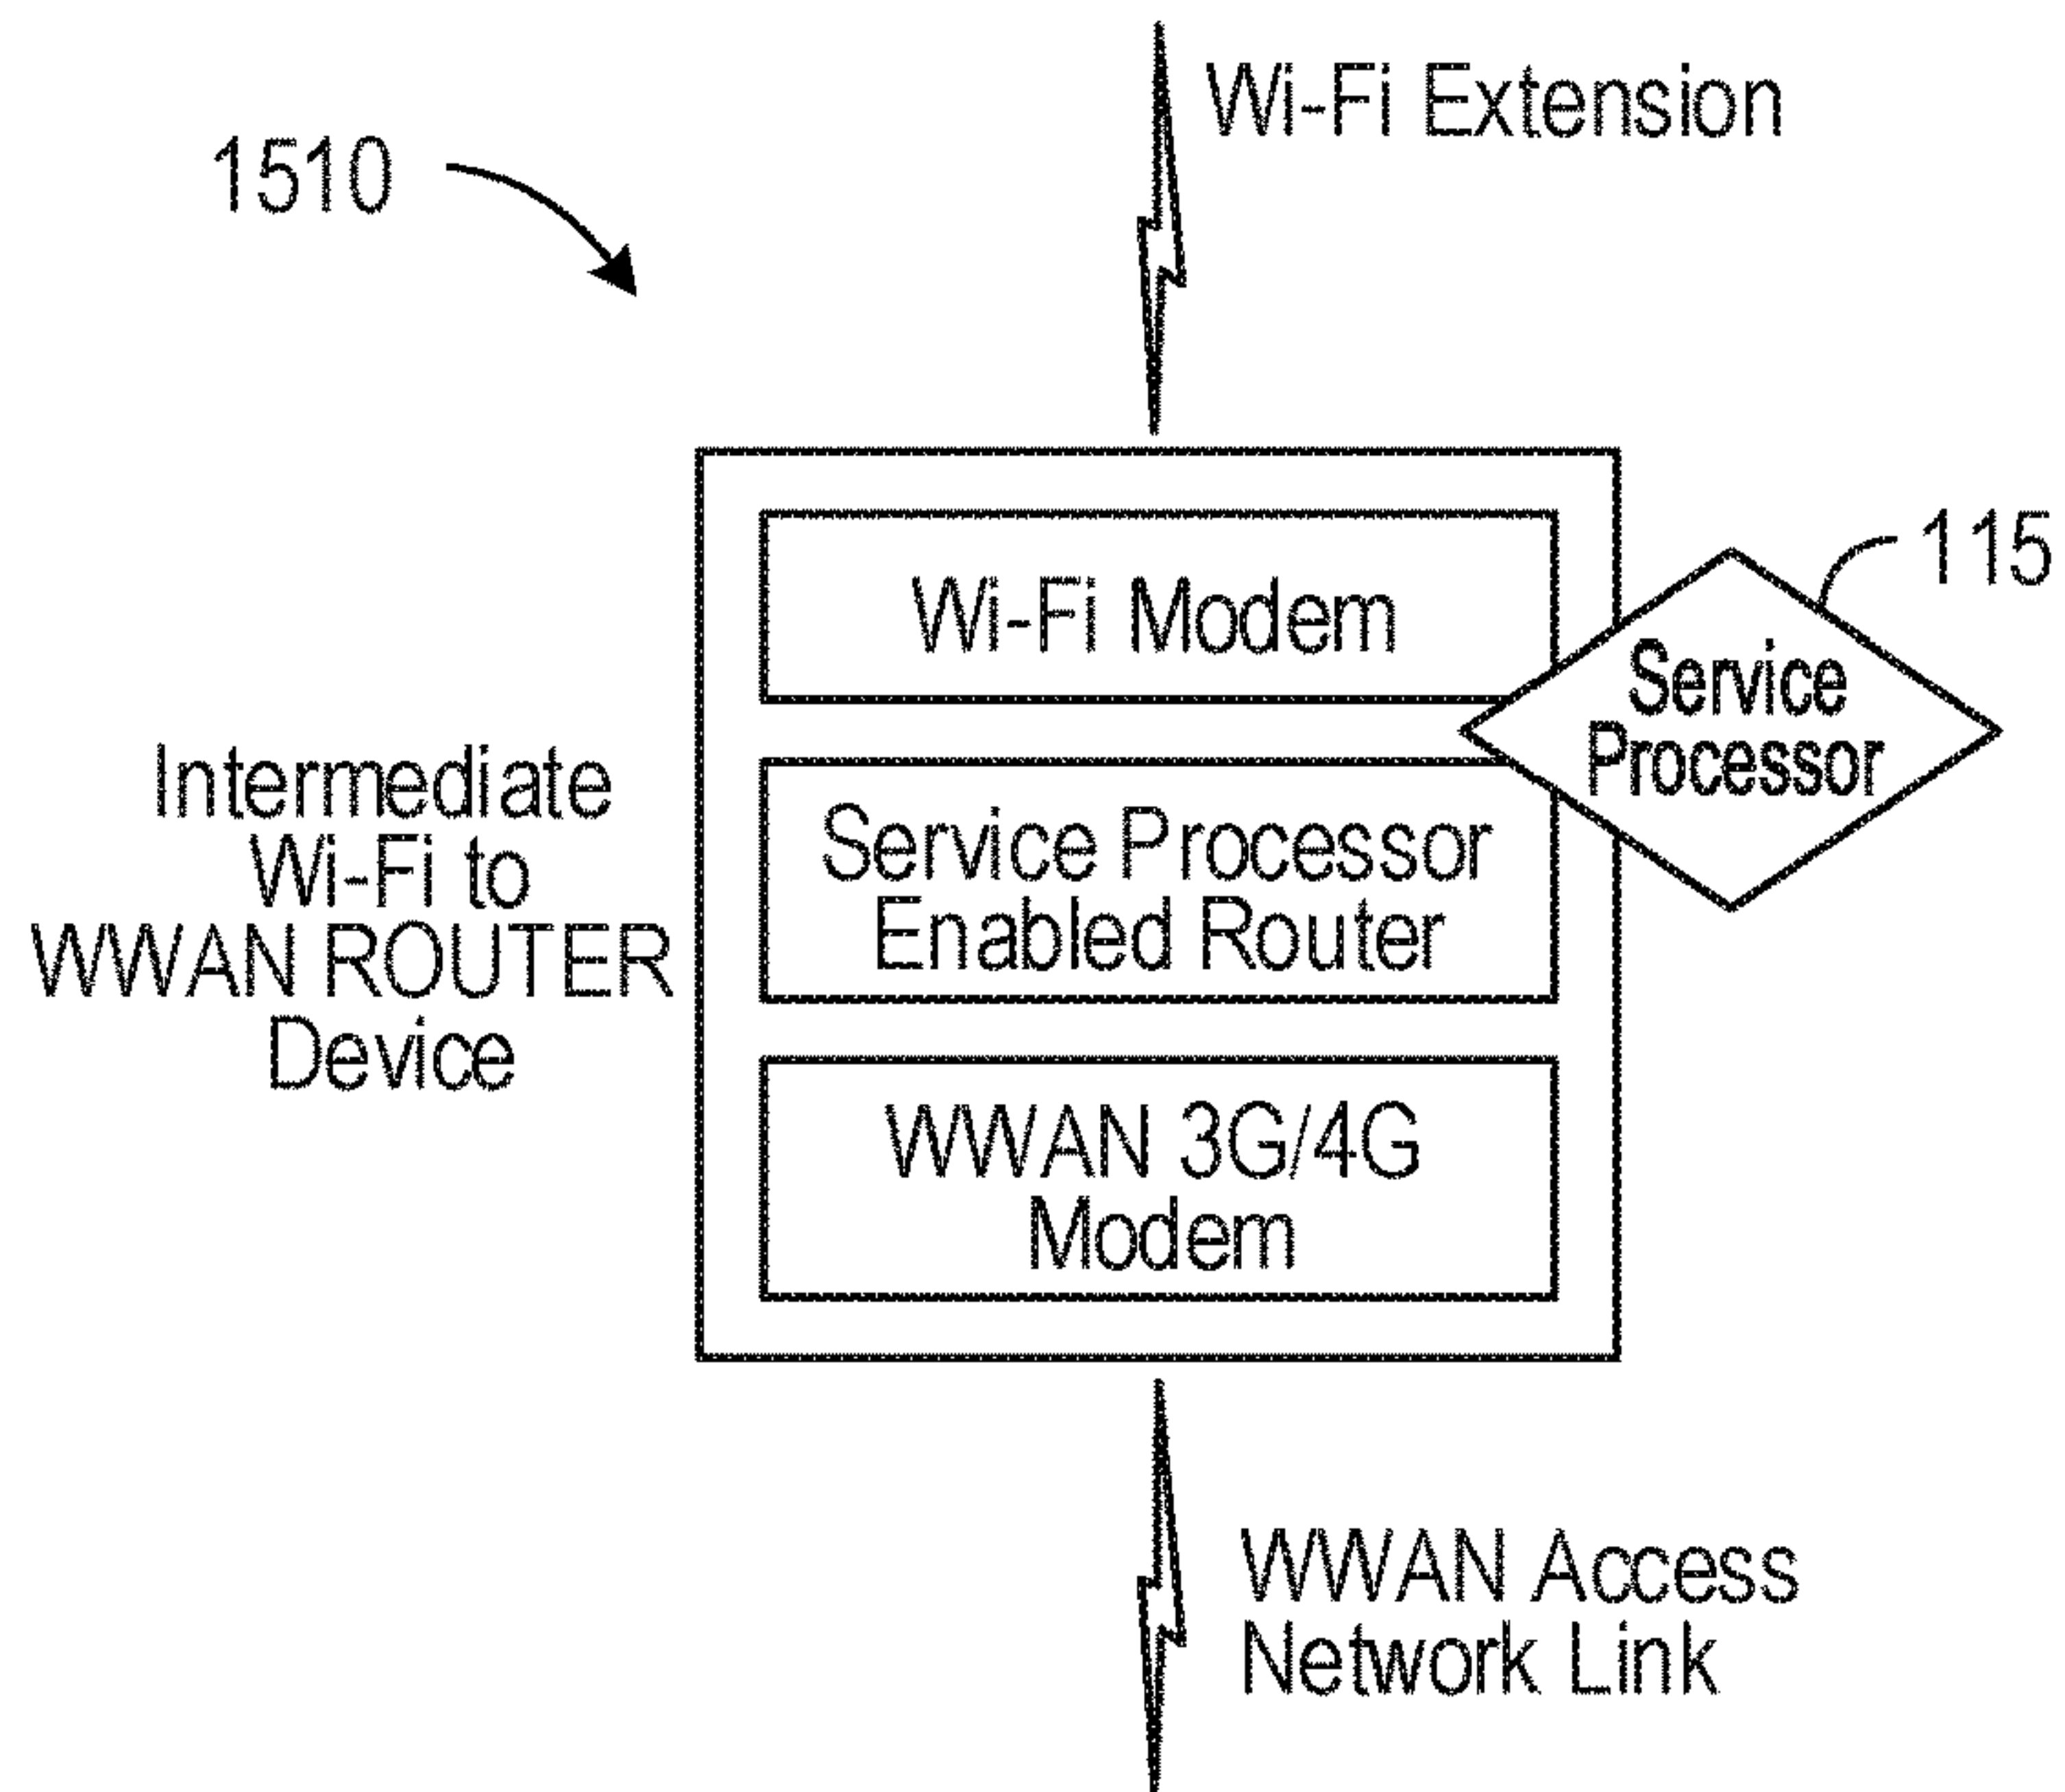 Wi-Fi Extension
1510
115
Wi-Fi Modem
Service
Processor
Intermediate
Wi-Fi to
WWAN ROUTER
Device
Service Processor
Enabled Router
WWAN 3G/4G
Modem
WWAN Access
Network Link